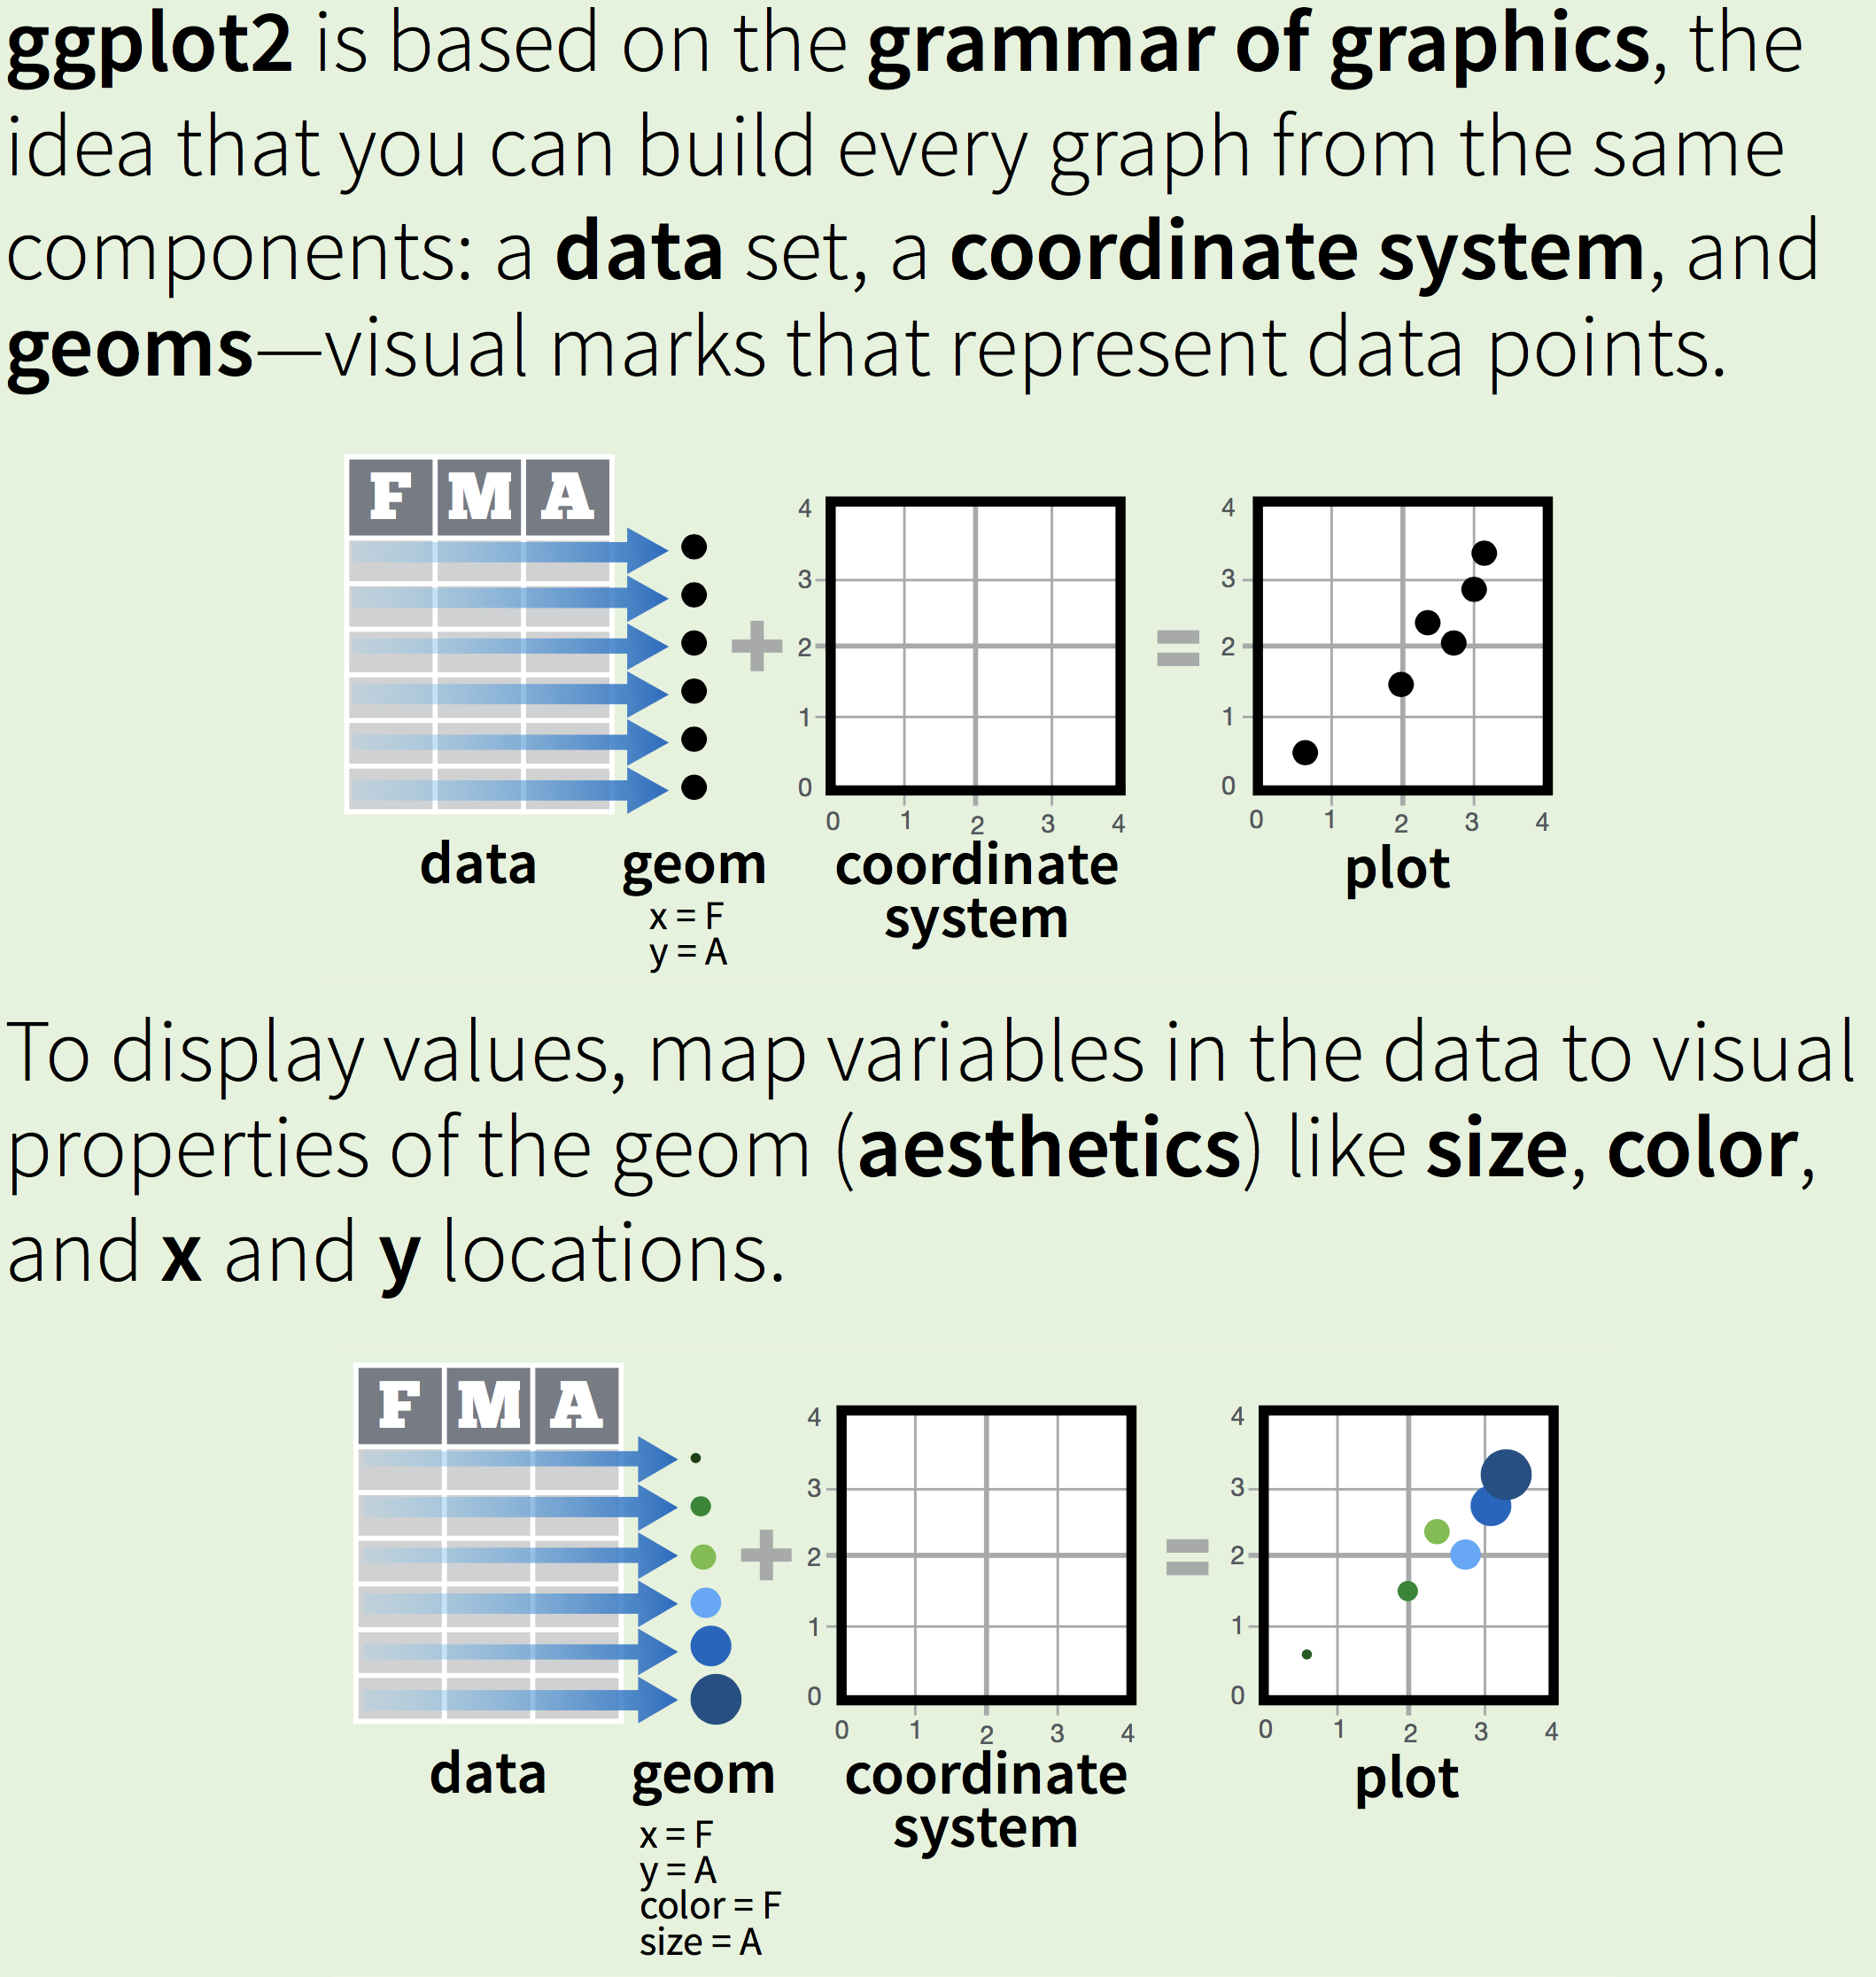 ggplot2 is based on the grammar of graphics, the
idea that you can build every graph from the same
components: a data set, a coordinate system, and
geoms—visual marks that represent data points.
F M A
4
3
2
1
0
0 1 2 3 4
+
=
4
3
2
1
0
0 1 2 3 4
data
geom
x = F
y = A
coordinate
system
plot
To display values, map variables in the data to visual
properties of the geom (aesthetics) like size, color,
and x and y locations.
F M A
+
4
3
2
1
0
0 1 2 3 4
=
4
3
2
1
0
0 1 2 3 4
data
geom
x = F
y = A
color = F
size = A
coordinate
system
plot